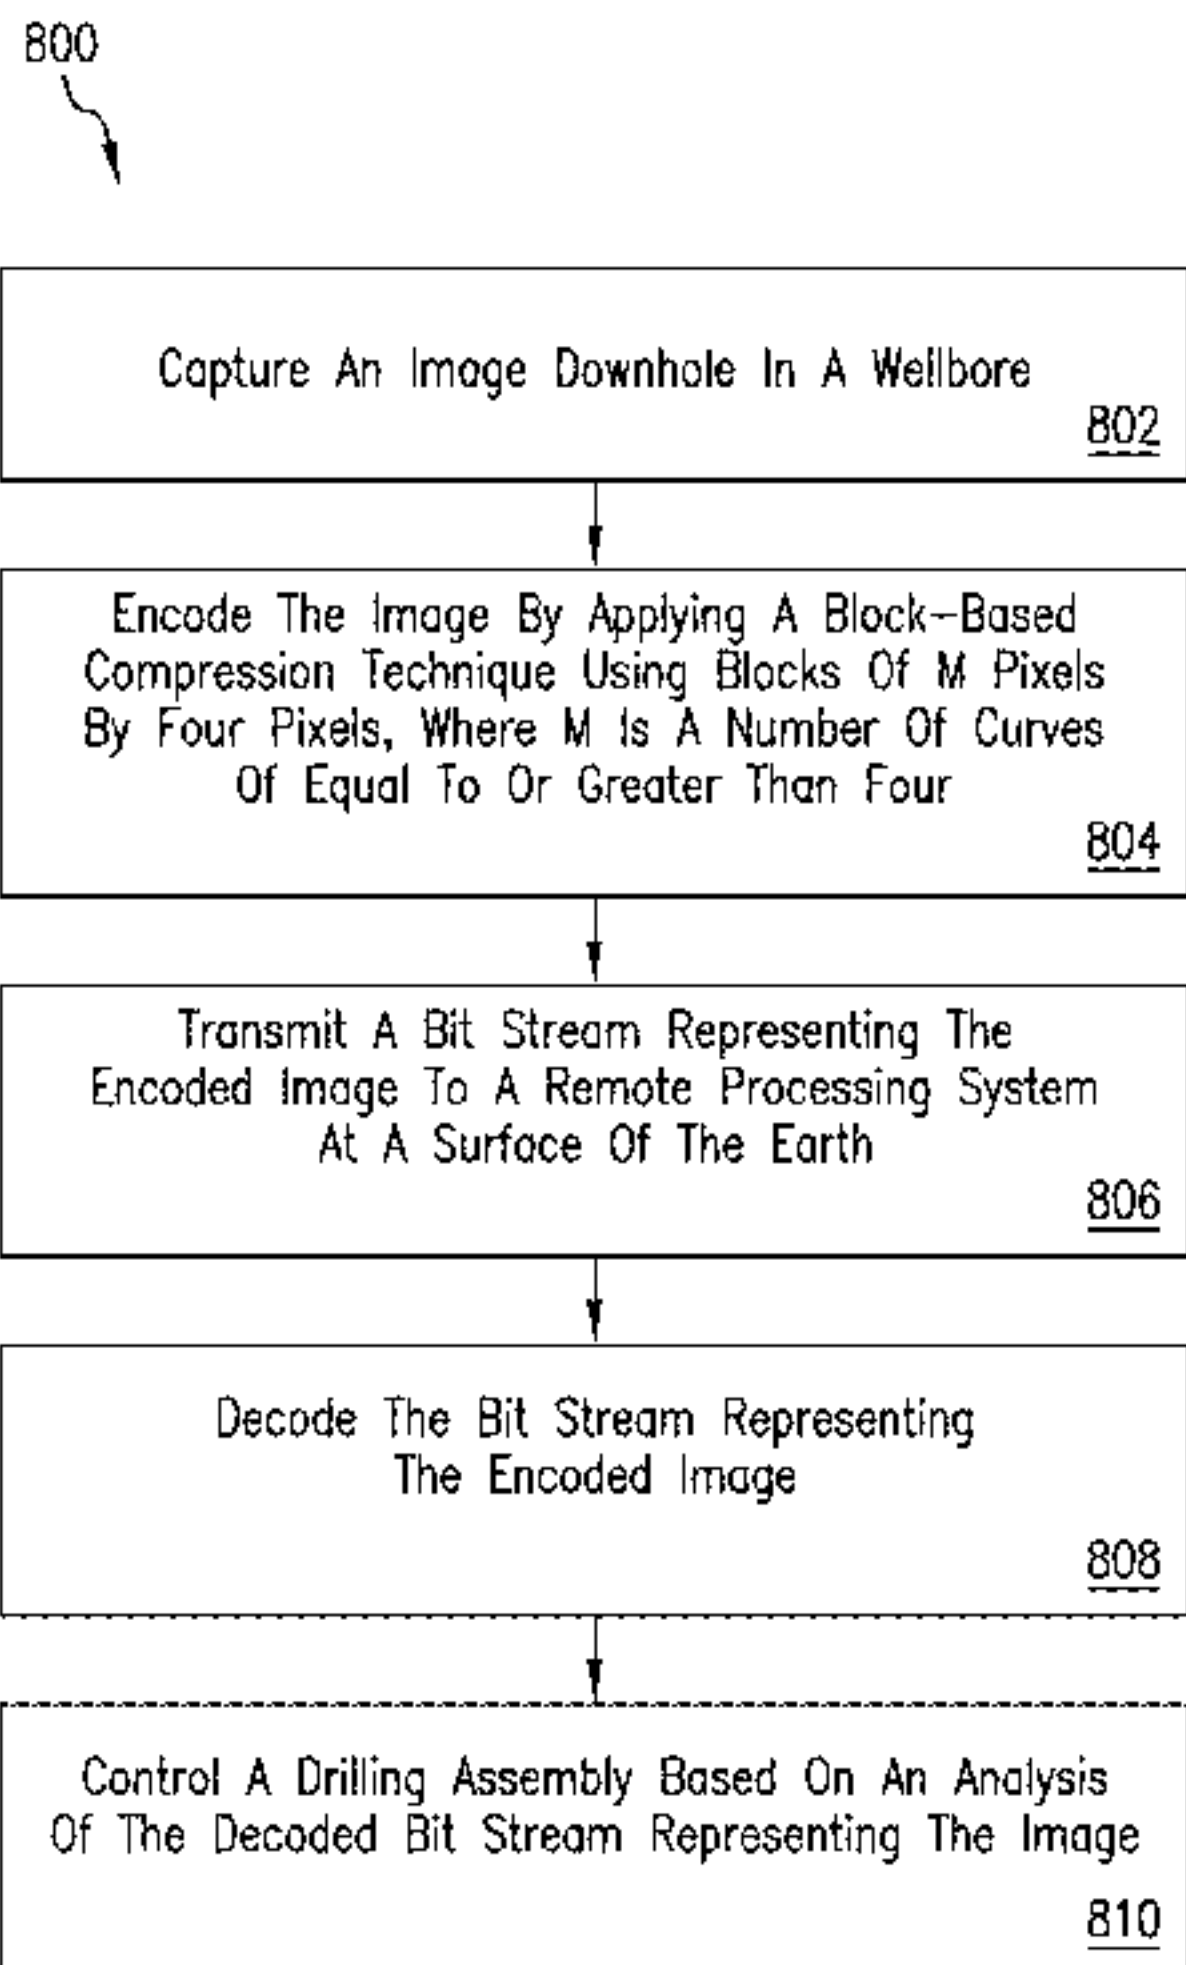 800
Capture An Image Downhole In A Wellbore
802
Encode The Image By Applying A Block-Based
Compression Technique Using Blocks Of M Pixels
By Four Pixels, Where M Is A Number Of Curves
Of Equal To Or Greater Than Four
804
Transmit A Bit Stream Representing The
Encoded Image To A Remote Processing System
At A Surface Of The Earth
806
Decode The Bit Stream Representing
The Encoded Image
808
Control A Drilling Assembly Based On An Analysis
Of The Decoded Bit Stream Representing The Image
810